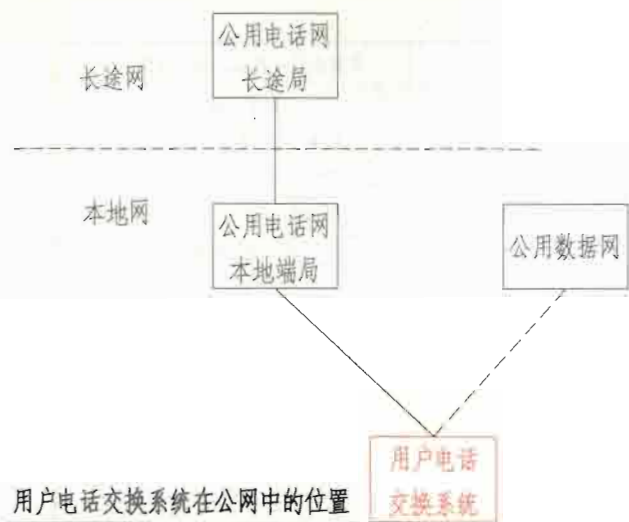 公用电话网
长途局
长途网
本地网
公用电话网
本地端局
公用数据网
用户电话
交换系统
用户电话交换系统在公网中的位置